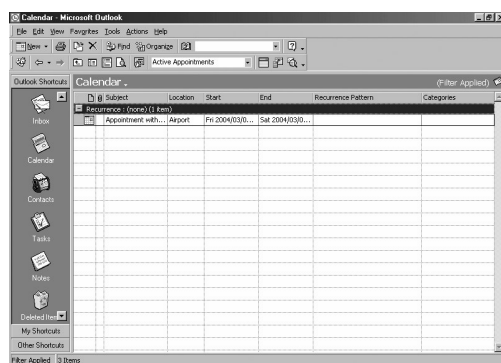 Calendar - Microsoft Outlook
File Edit View Favorites Tools Actions Help
New Find Organize
Active Appointments
Outlook Shortcuts
Calendar . (Filter Applied)
Subject Location Start End Recurrence Pattern Categories
Recurrence : (none) (1 item)
Appointment with... Airport Fri 2004/03/0... Sat 2004/03/0...
Inbox
Calendar
Contacts
Tasks
Notes
Deleted Item
My Shortcuts
Other Shortcuts
Filter Applied 3 Items